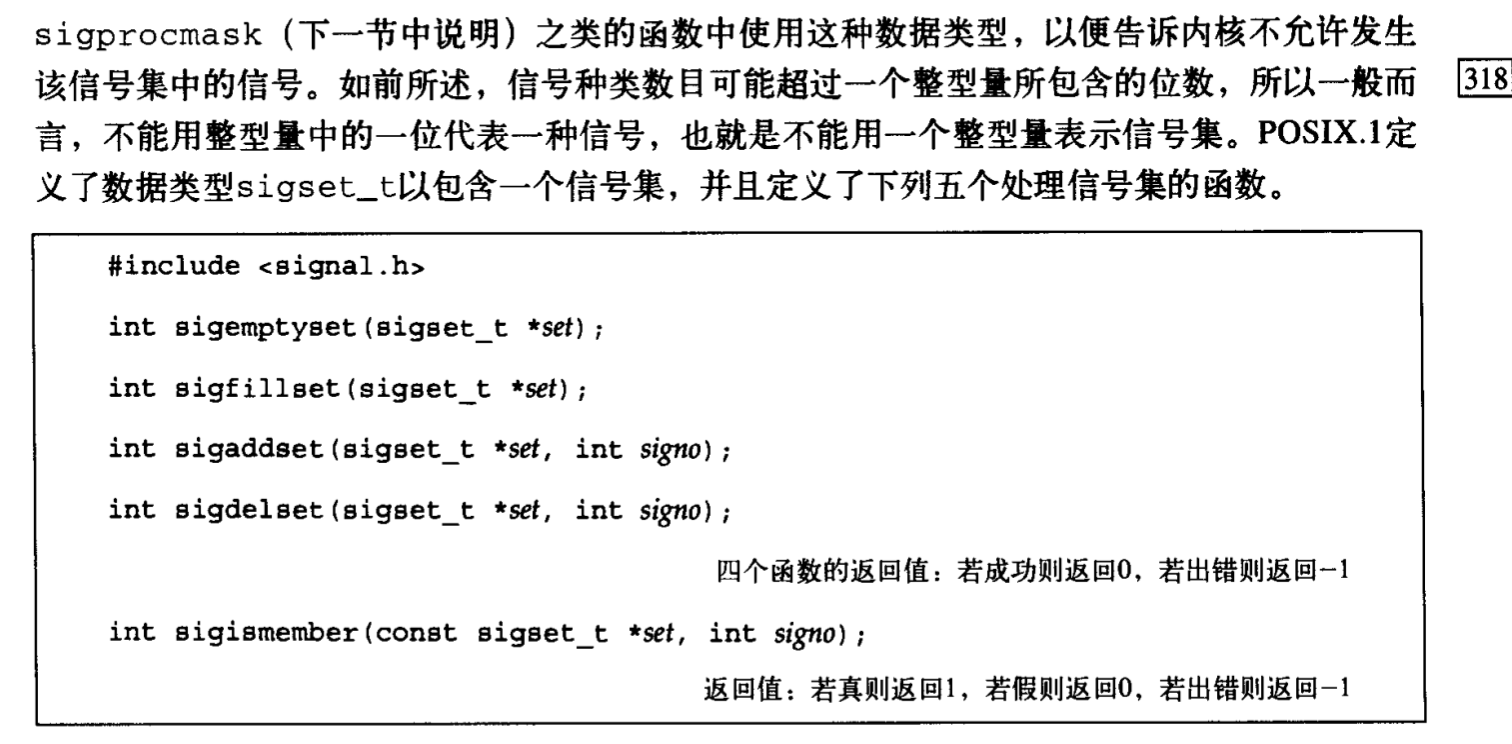 sigprocmask（下一节中说明）之类的函数中使用这种数据类型，以便告诉内核不允许发生
该信号集中的信号。如前所述，信号种类数目可能超过一个整型量所包含的位数，所以一般而
318
言，不能用整型量中的一位代表一种信号，也就是不能用一个整型量表示信号集。POSIX.1定
义了数据类型sigset_t以包含一个信号集，并且定义了下列五个处理信号集的函数。
#include <signal.h>
int sigemptyset(sigset_t *set);
int sigfillset(sigset_t *set);
int sigaddset(sigset_t *set, int signo);
int sigdelset(sigset_t *set, int signo);
四个函数的返回值：若成功则返回0，若出错则返回−1
int sigismember(const sigset_t *set, int signo);
返回值：若真则返回1，若假则返回0，若出错则返回−1